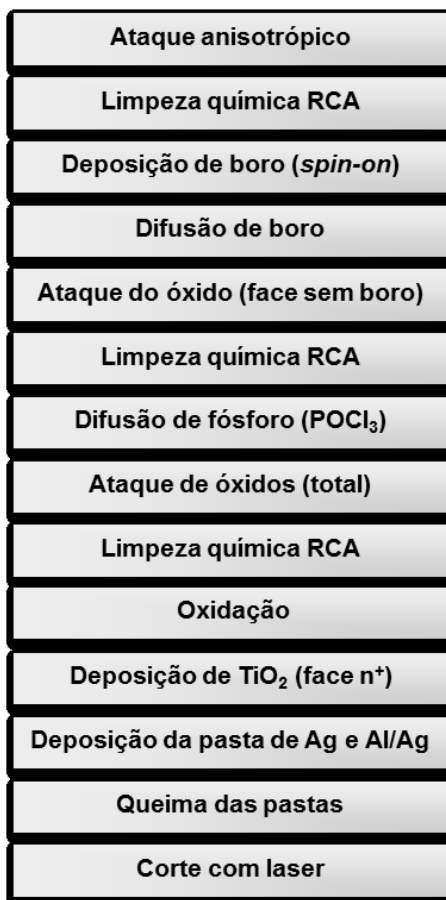 Ataque anisotrópico
Limpeza química RCA
Deposição de boro (spin-on)
Difusão de boro
Ataque do óxido (face sem boro)
Limpeza química RCA
Difusão de fósforo (POCl₃)
Ataque de óxidos (total)
Limpeza química RCA
Oxidação
Deposição de TiO₂ (face n⁺)
Deposição da pasta de Ag e Al/Ag
Queima das pastas
Corte com laser